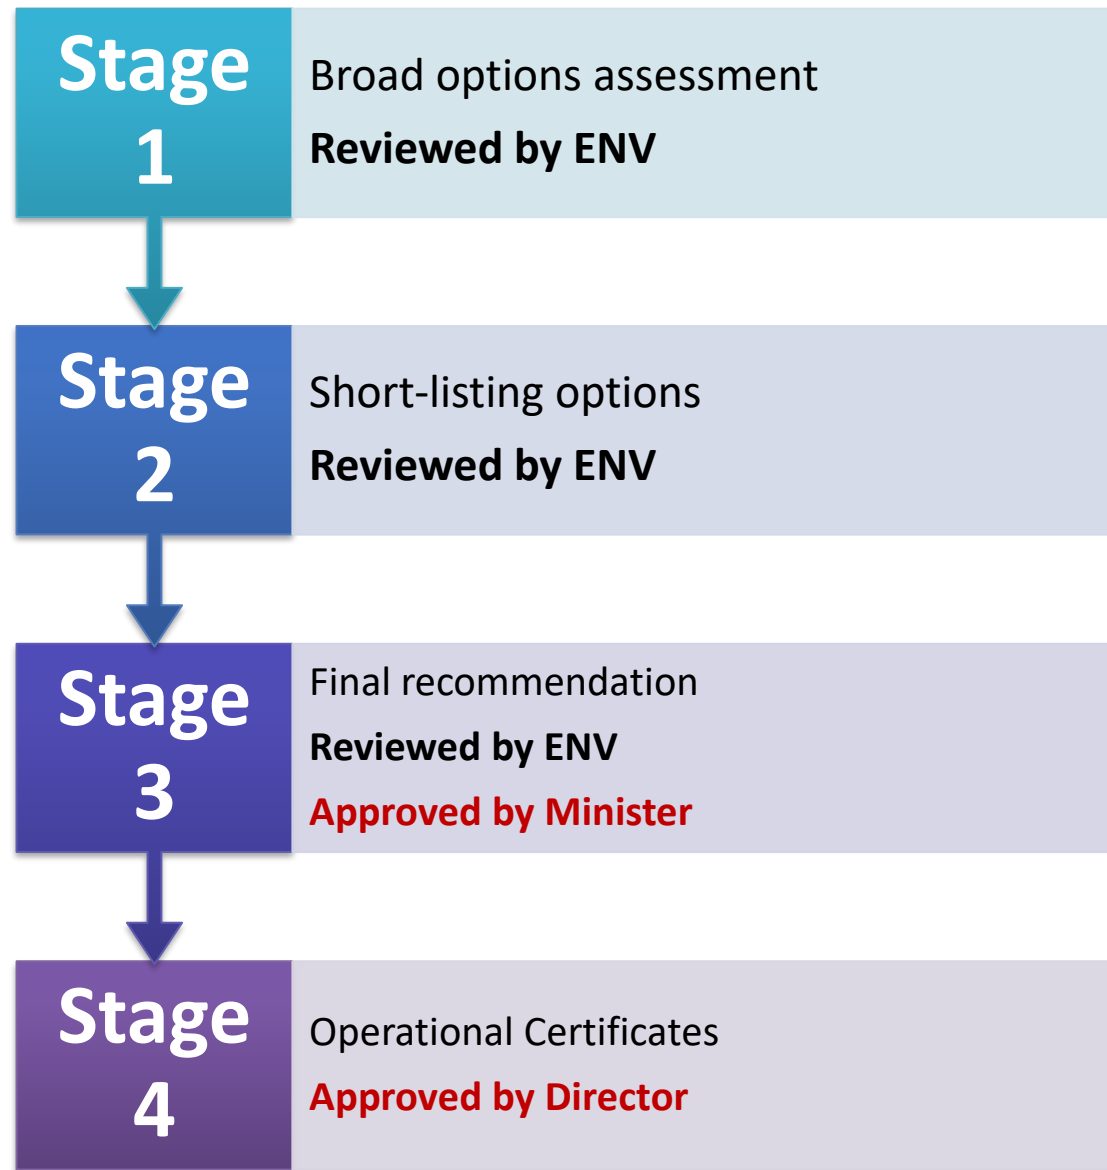 Stage
1
Broad options assessment
Reviewed by ENV
Stage
2
Short-listing options
Reviewed by ENV
Stage
3
Final recommendation
Reviewed by ENV
Approved by Minister
Stage
4
Operational Certificates
Approved by Director